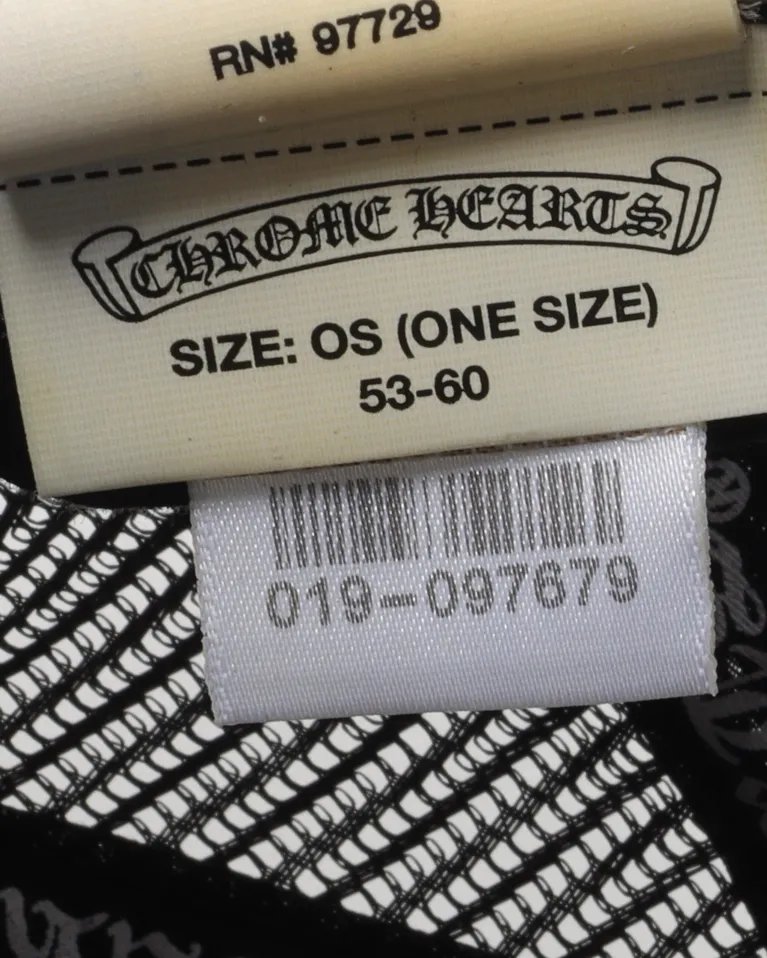 RN# 97729
CHROME HEARTS
SIZE: OS (ONE SIZE)
53-60
019-097679